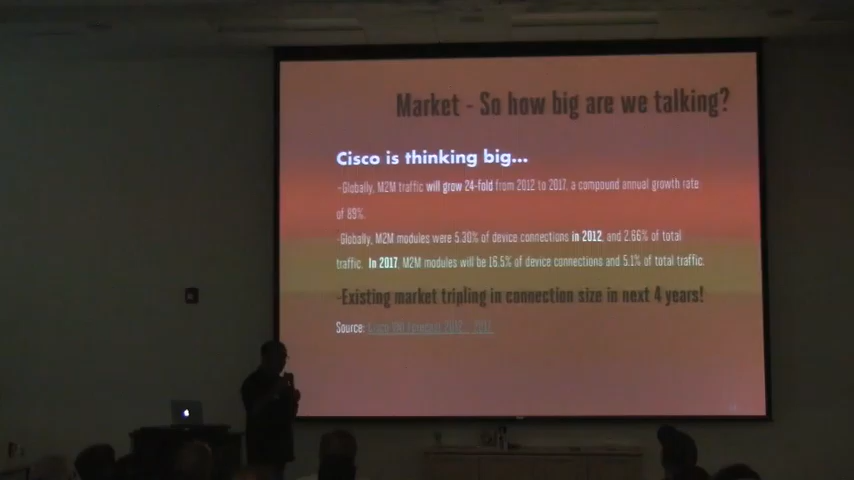 Market - So how big are we talking?
Cisco is thinking big...
-Globally, M2M traffic will grow 24-fold from 2012 to 2017, a compound annual growth rate
of 89%.
-Globally, M2M modules were 5.30% of device connections in 2012, and 2.66% of total
traffic. In 2017, M2M modules will be 16.5% of device connections and 5.1% of total traffic.
-Existing market tripling in connection size in next 4 years!
Source: Cisco VNI Forecast 2012 - 2017